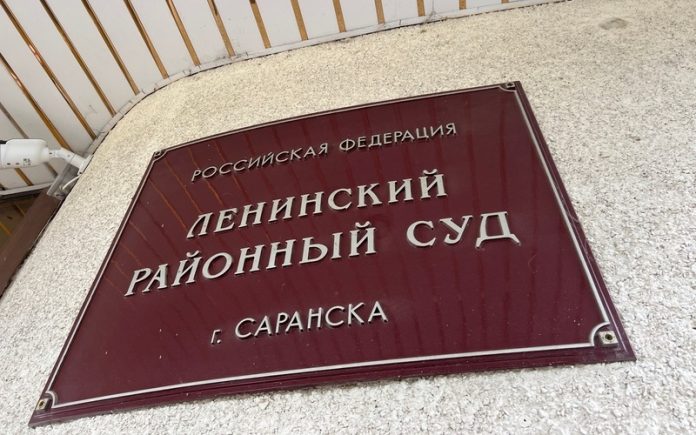 РОССИЙСКАЯ ФЕДЕРАЦИЯ
ЛЕНИНСКИЙ
РАЙОННЫЙ СУД
г. САРАНСКА